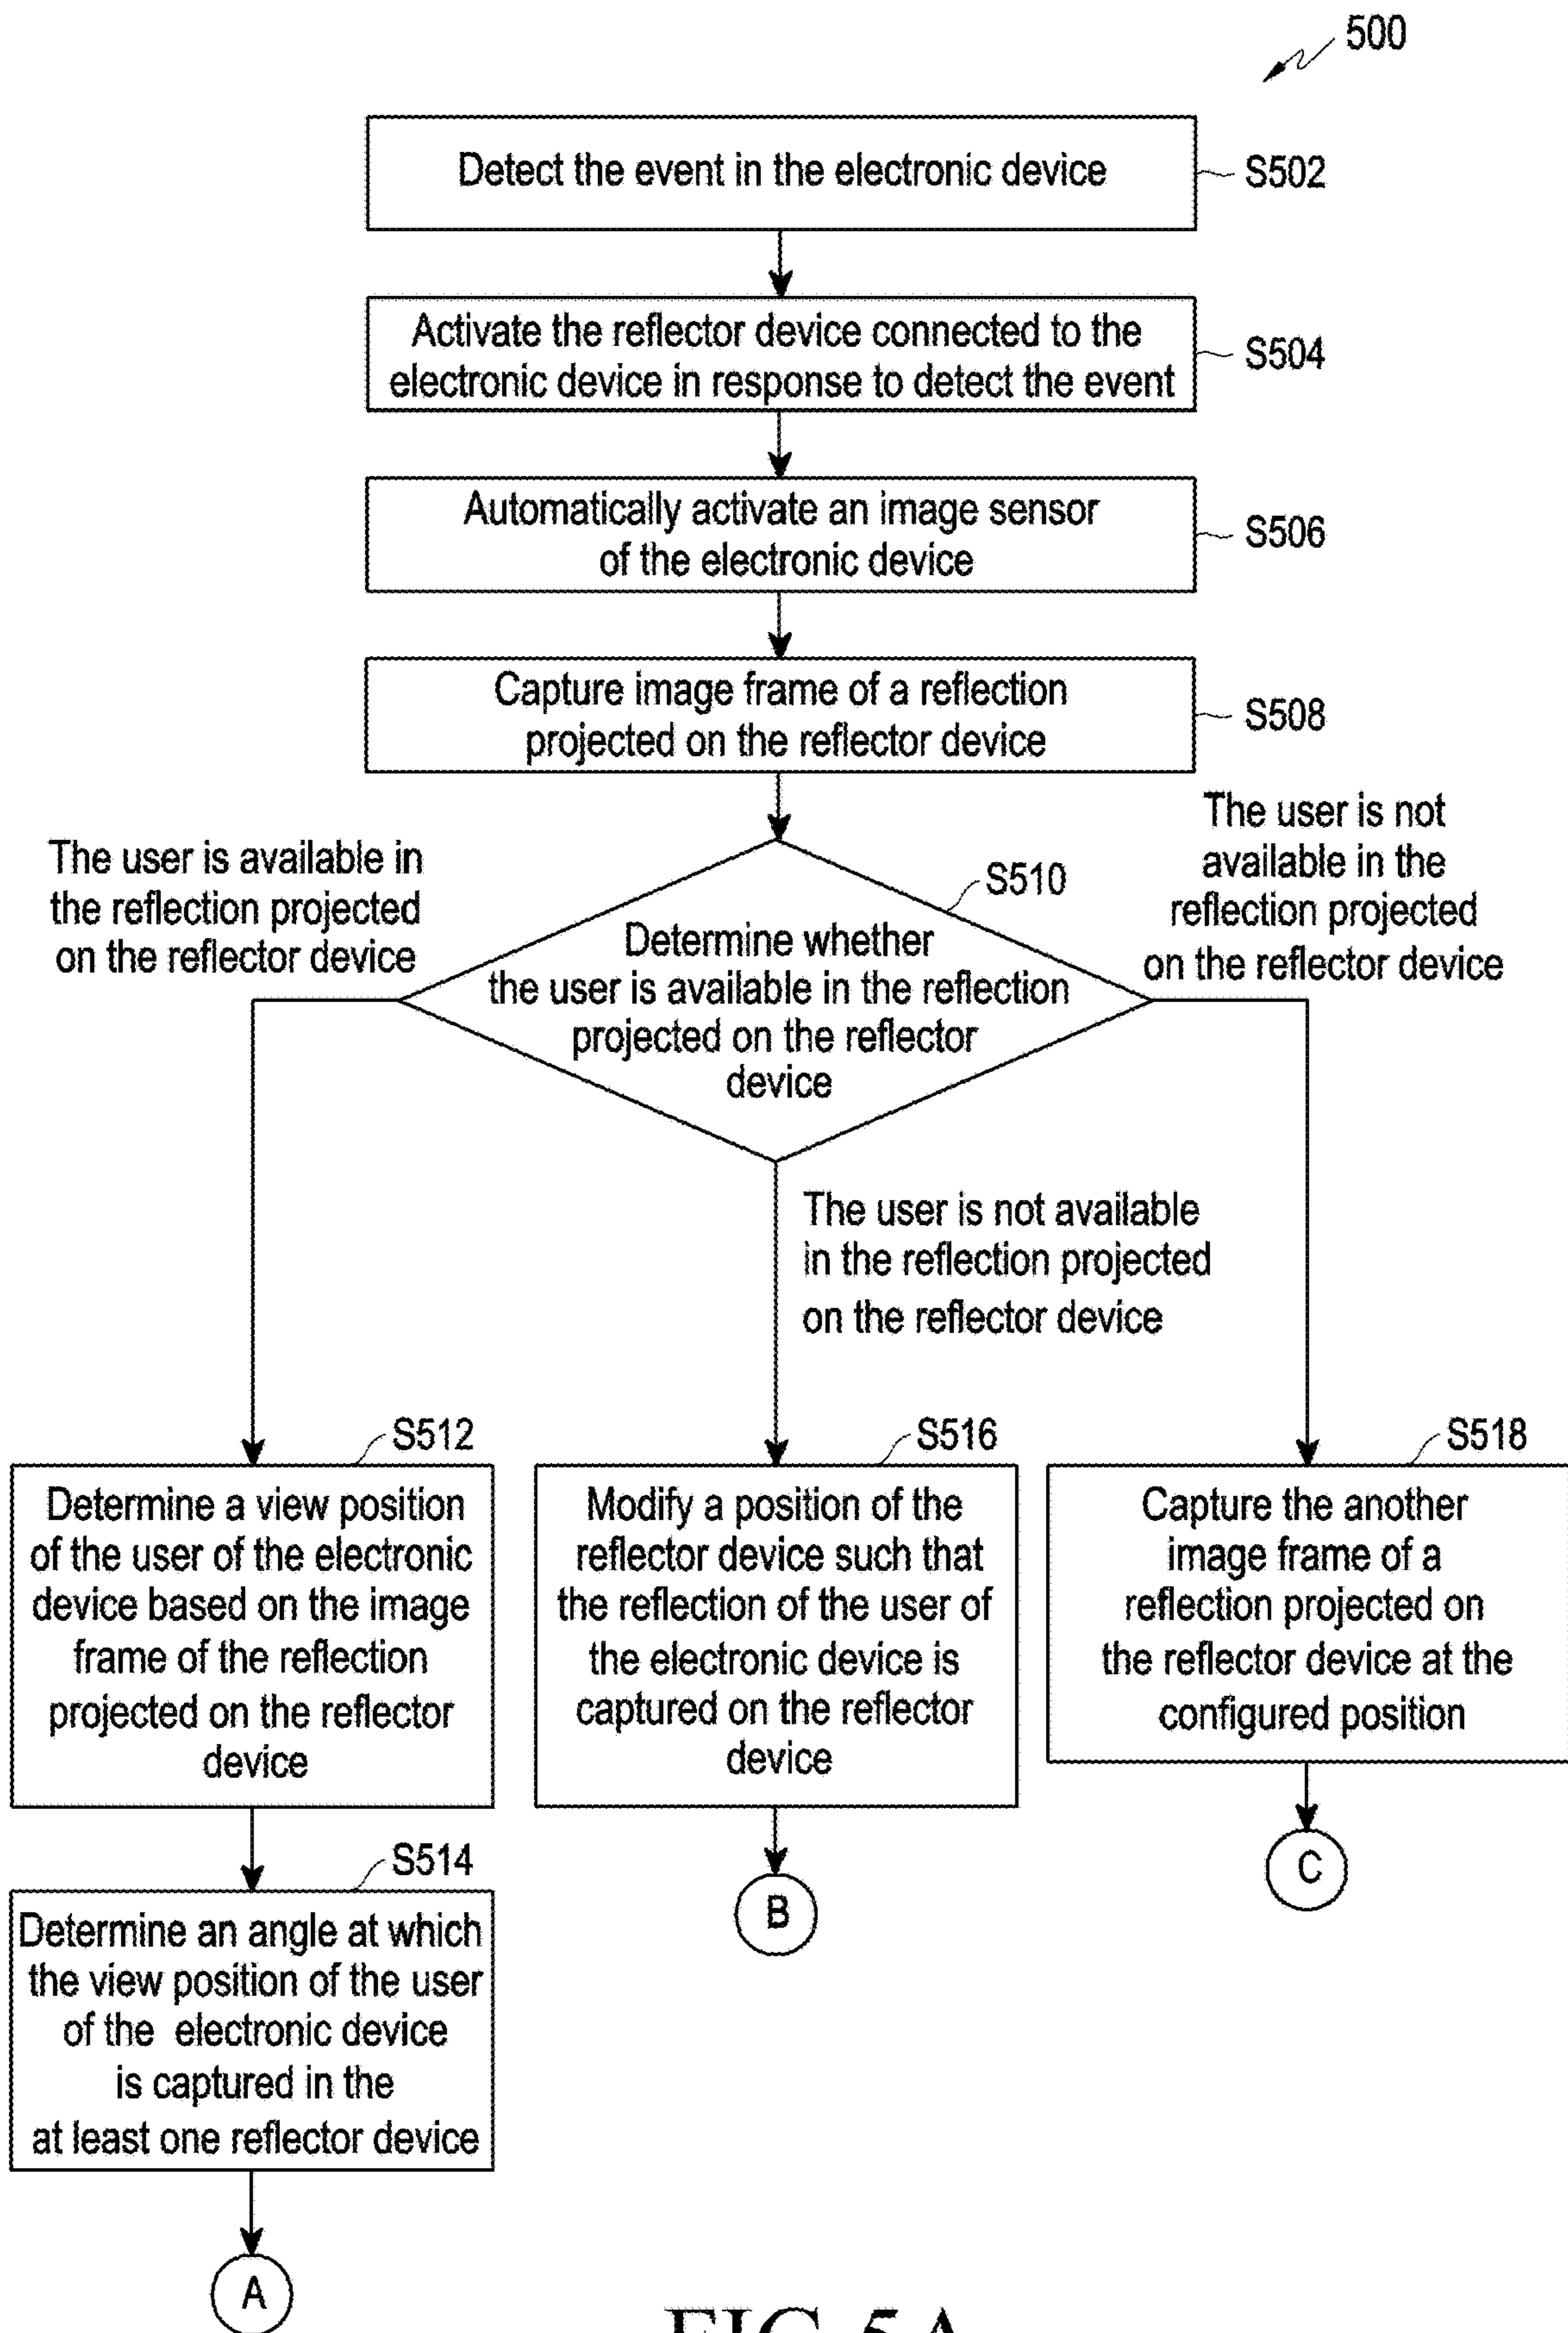 500
Detect the event in the electronic device
S502
Activate the reflector device connected to the
electronic device in response to detect the event
S504
Automatically activate an image sensor
of the electronic device
S506
Capture image frame of a reflection
projected on the reflector device
S508
The user is available in
the reflection projected
on the reflector device
S510
Determine whether
the user is available in the reflection
projected on the reflector
device
The user is not
available in the
reflection projected
on the reflector device
The user is not available
in the reflection projected
on the reflector device
S512
Determine a view position
of the user of the electronic
device based on the image
frame of the reflection
projected on the reflector
device
S516
Modify a position of the
reflector device such that
the reflection of the user of
the electronic device is
captured on the reflector
device
S518
Capture the another
image frame of a
reflection projected on
the reflector device at the
configured position
S514
Determine an angle at which
the view position of the user
of the electronic device
is captured in the
at least one reflector device
B
C
A
FIG.5A